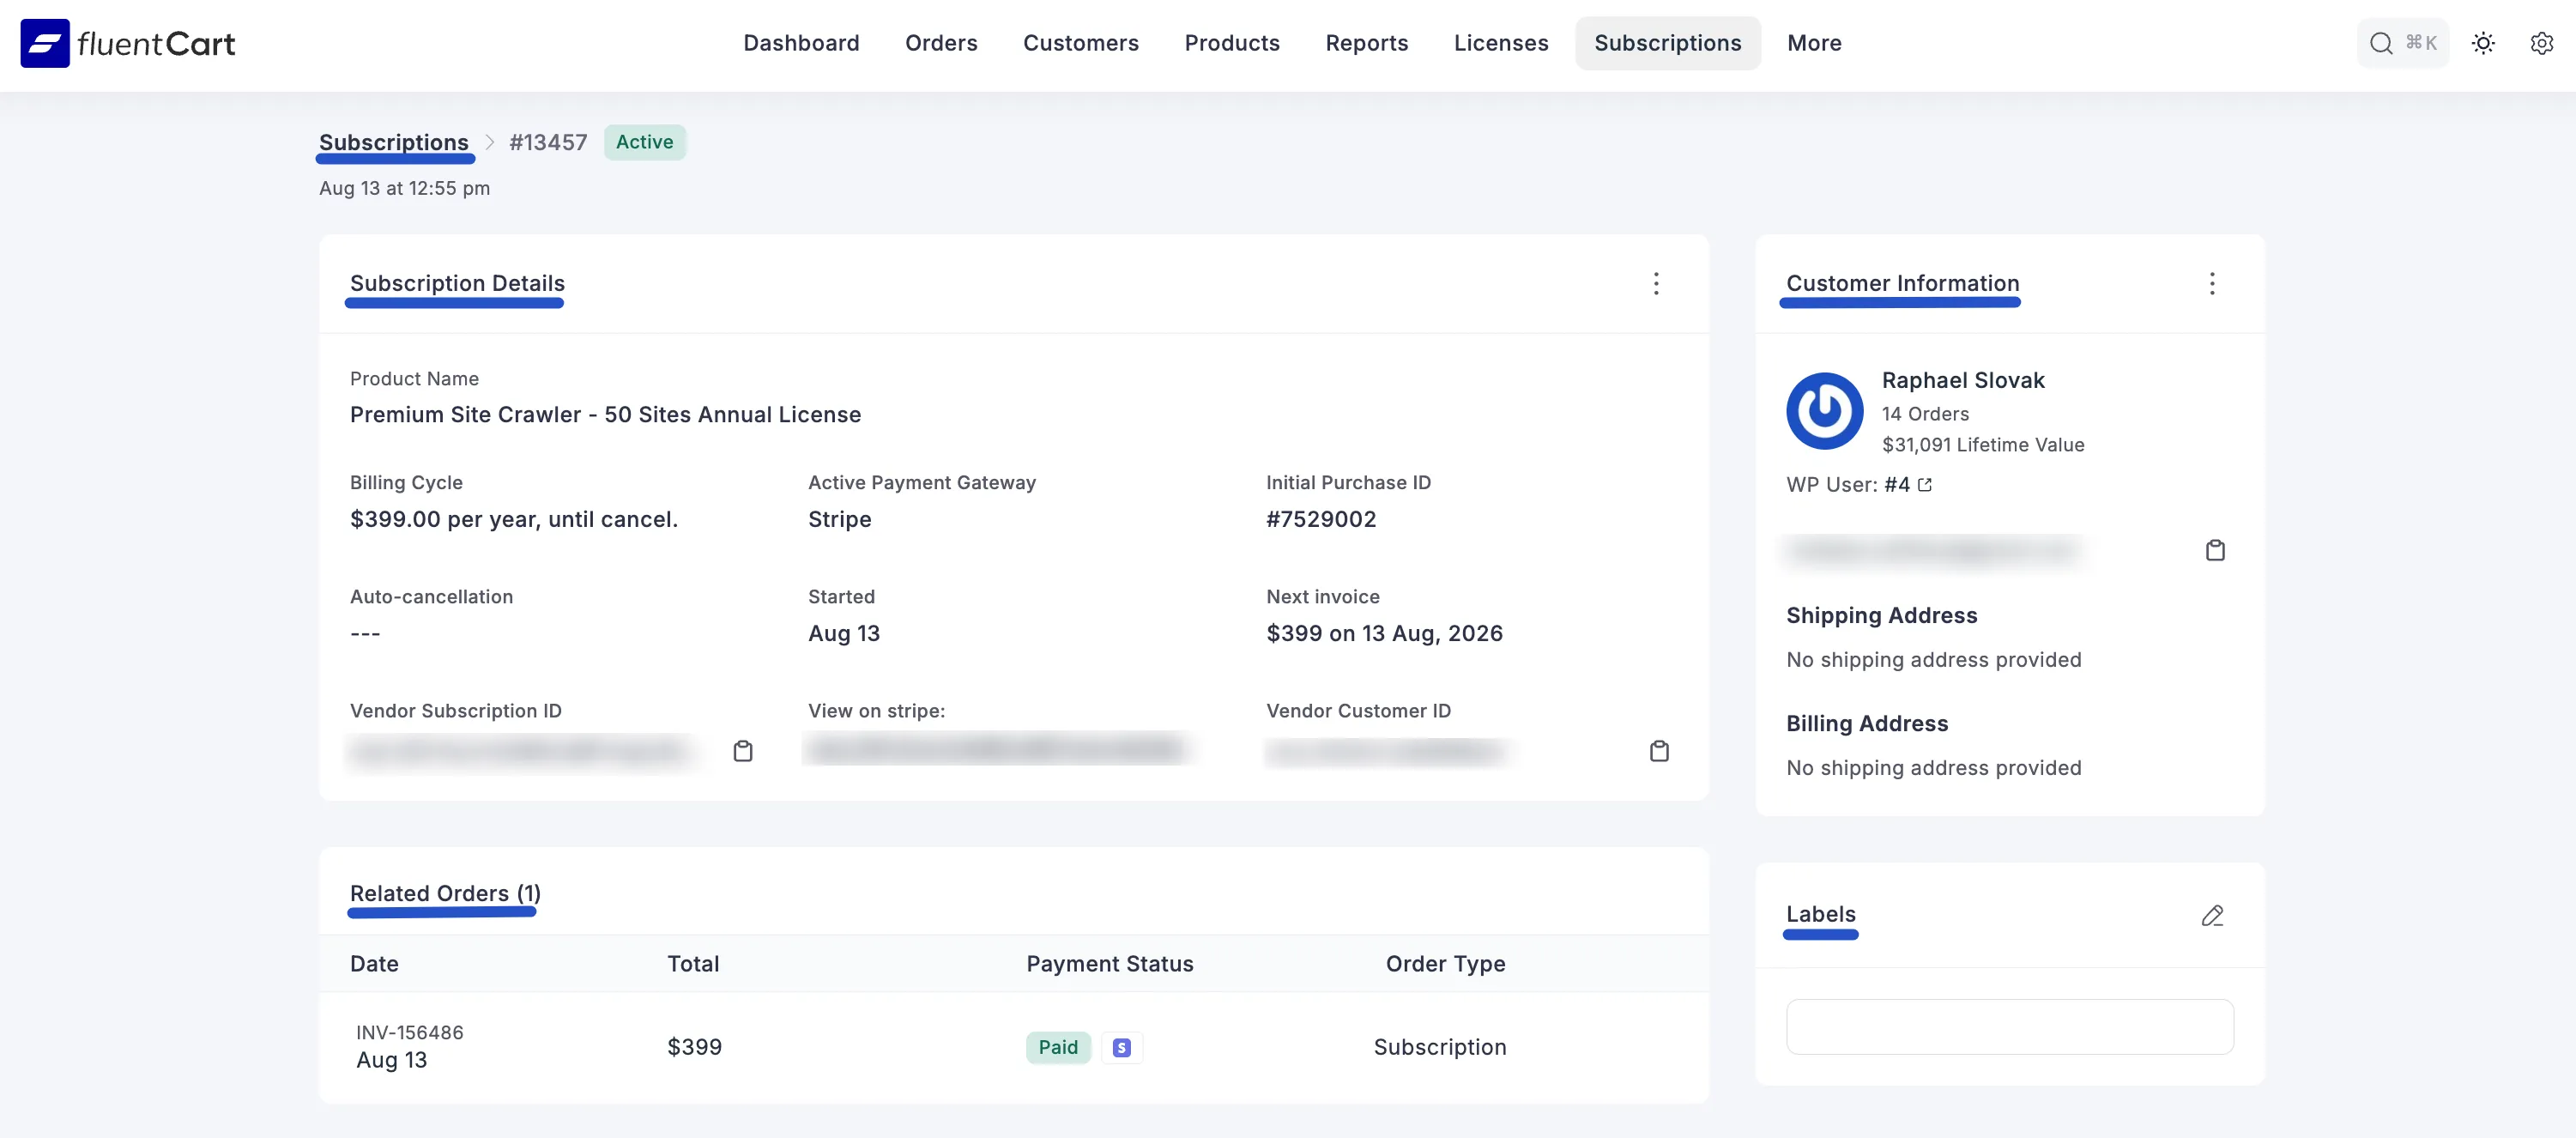 fluentCart
Dashboard Orders Customers Products Reports Licenses Subscriptions More
⌘K
Subscriptions > #13457 Active
Aug 13 at 12:55 pm
Subscription Details
Product Name
Premium Site Crawler - 50 Sites Annual License
Billing Cycle Active Payment Gateway Initial Purchase ID
$399.00 per year, until cancel. Stripe #7529002
Auto-cancellation Started Next invoice
--- Aug 13 $399 on 13 Aug, 2026
Vendor Subscription ID View on stripe: Vendor Customer ID
Related Orders (1)
Date Total Payment Status Order Type
INV-156486
Aug 13 $399 Paid S Subscription
Customer Information
Raphael Slovak
14 Orders
$31,091 Lifetime Value
WP User: #4
Shipping Address
No shipping address provided
Billing Address
No shipping address provided
Labels